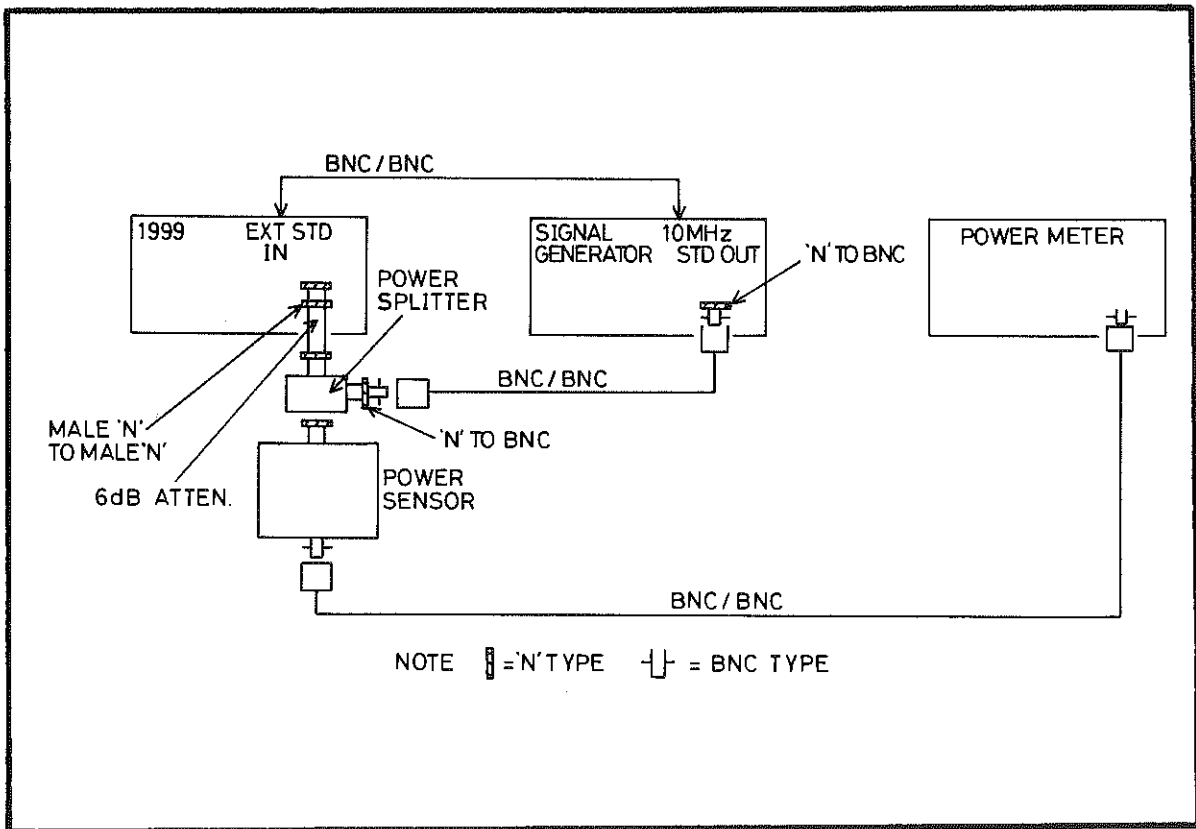 BNC/BNC
1999
EXT STD
IN
SIGNAL
GENERATOR
10MHz
STD OUT
'N' TO BNC
POWER METER
POWER
SPLITTER
BNC/BNC
MALE 'N'
TO MALE 'N'
'N' TO BNC
6dB ATTEN.
POWER
SENSOR
BNC/BNC
NOTE ='N' TYPE = BNC TYPE